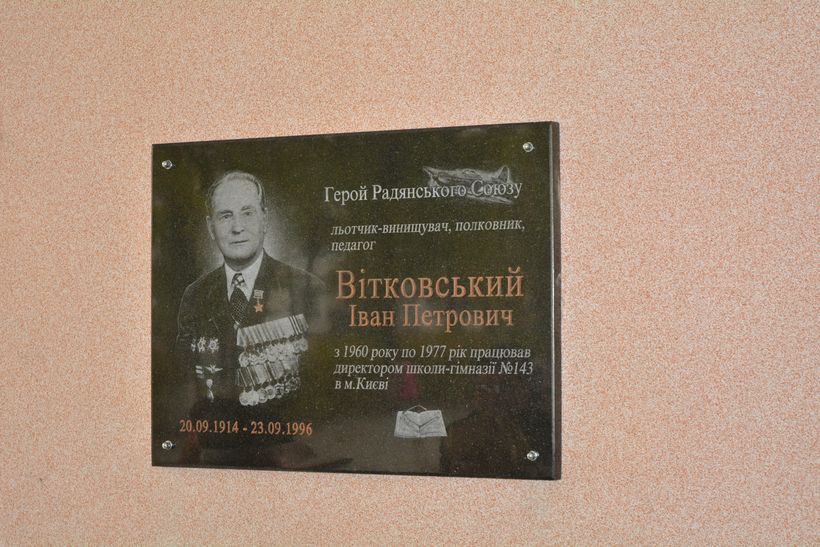 Герой Радянського Союзу
льотчик-винищувач, полковник,
педагог
Вітковський
Іван Петрович
з 1960 року по 1977 рік працював
директором школи-гімназії №143
в м.Києві
20.09.1914 - 23.09.1996